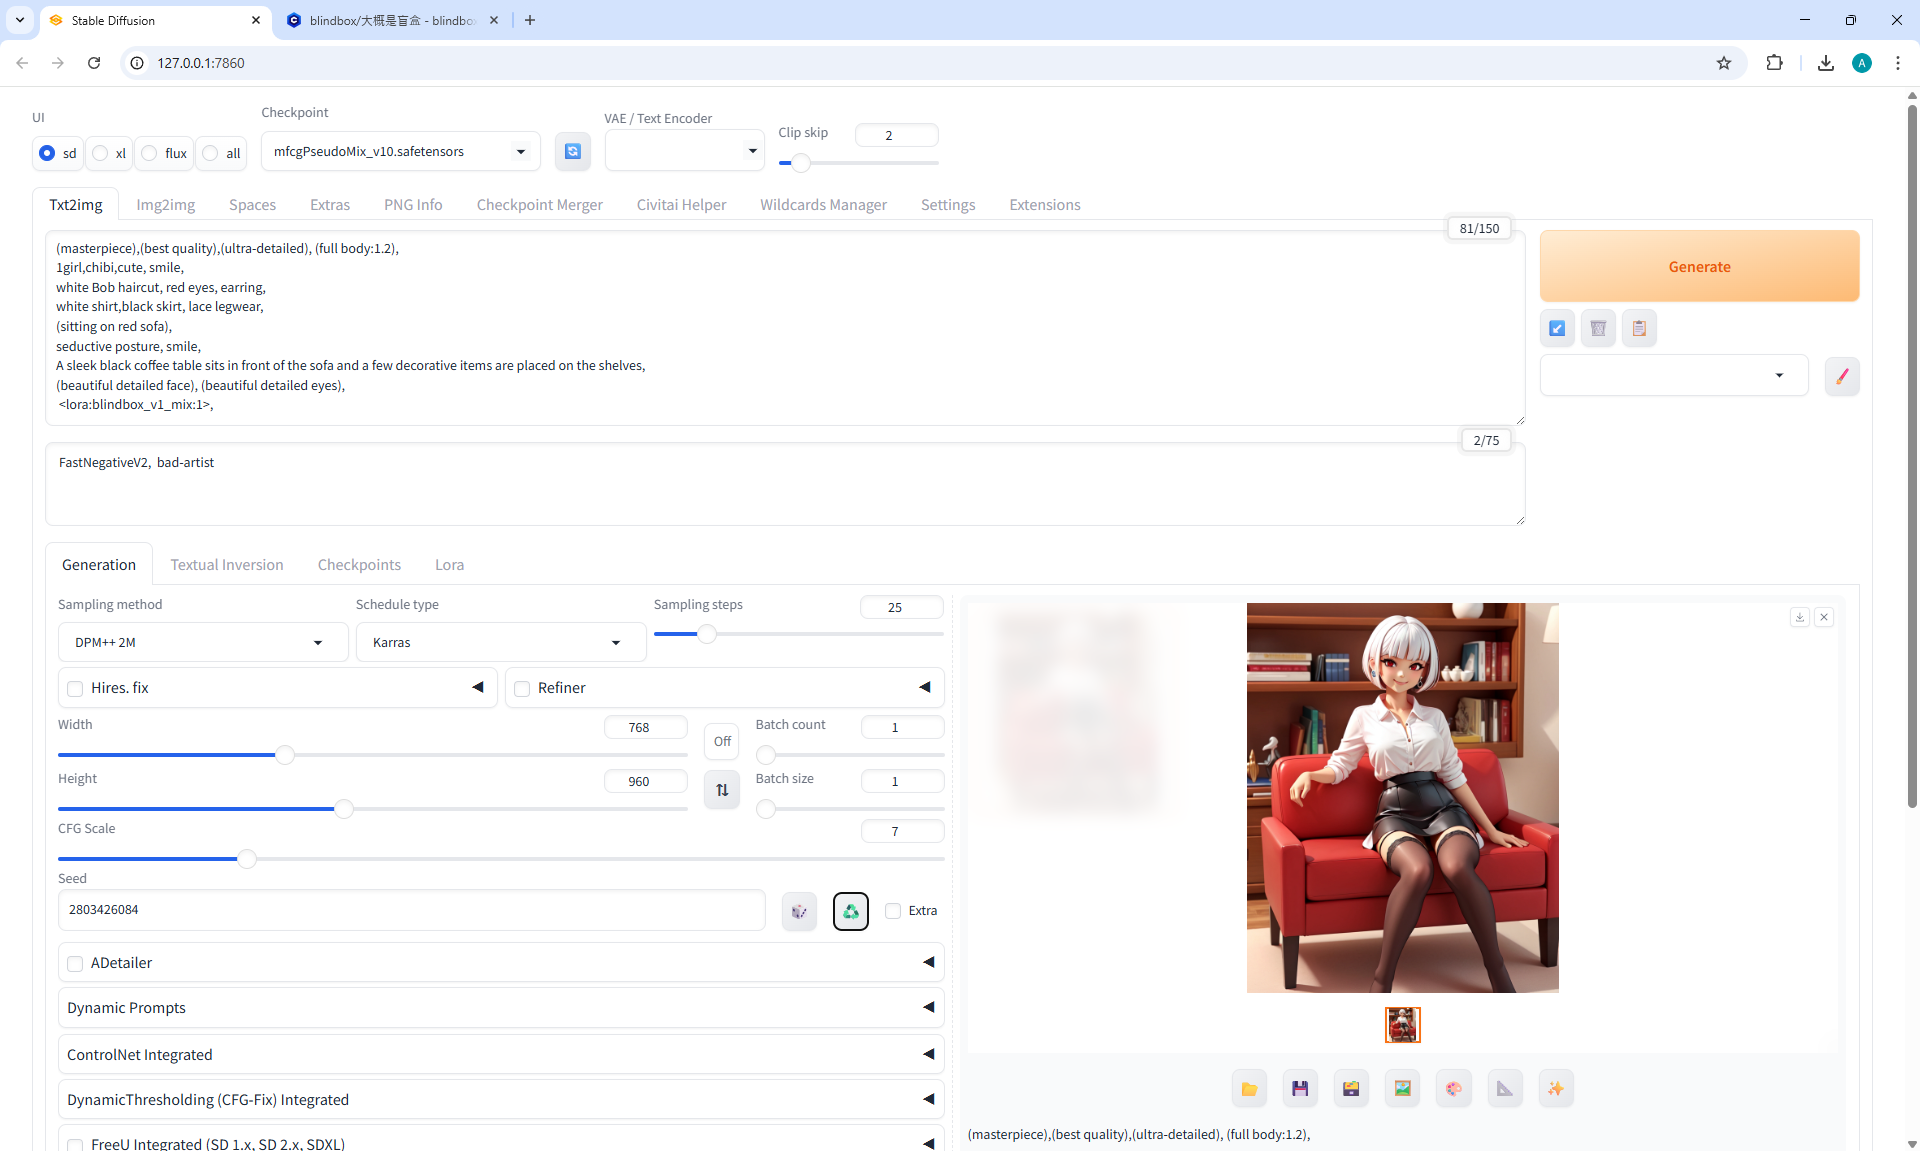 Stable Diffusion
blindbox/大概是盲盒 - blindbo
127.0.0.1:7860
A
UI
sd
xl
flux
all
Checkpoint
mfcgPseudoMix_v10.safetensors
VAE / Text Encoder
Clip skip
2
Txt2img
Img2img
Spaces
Extras
PNG Info
Checkpoint Merger
Civitai Helper
Wildcards Manager
Settings
Extensions
81/150
(masterpiece),(best quality),(ultra-detailed), (full body:1.2),
1girl,chibi,cute, smile,
white Bob haircut, red eyes, earring,
white shirt,black skirt, lace legwear,
(sitting on red sofa),
seductive posture, smile,
A sleek black coffee table sits in front of the sofa and a few decorative items are placed on the shelves,
(beautiful detailed face), (beautiful detailed eyes),
<lora:blindbox_v1_mix:1>,
Generate
2/75
FastNegativeV2, bad-artist
Generation
Textual Inversion
Checkpoints
Lora
Sampling method
DPM++ 2M
Schedule type
Karras
Sampling steps
25
Hires. fix
Refiner
Width
768
Off
Batch count
1
Height
960
Batch size
1
CFG Scale
7
Seed
2803426084
Extra
ADetailer
Dynamic Prompts
ControlNet Integrated
DynamicThresholding (CFG-Fix) Integrated
FreeU Integrated (SD 1.x, SD 2.x, SDXL)
(masterpiece),(best quality),(ultra-detailed), (full body:1.2),